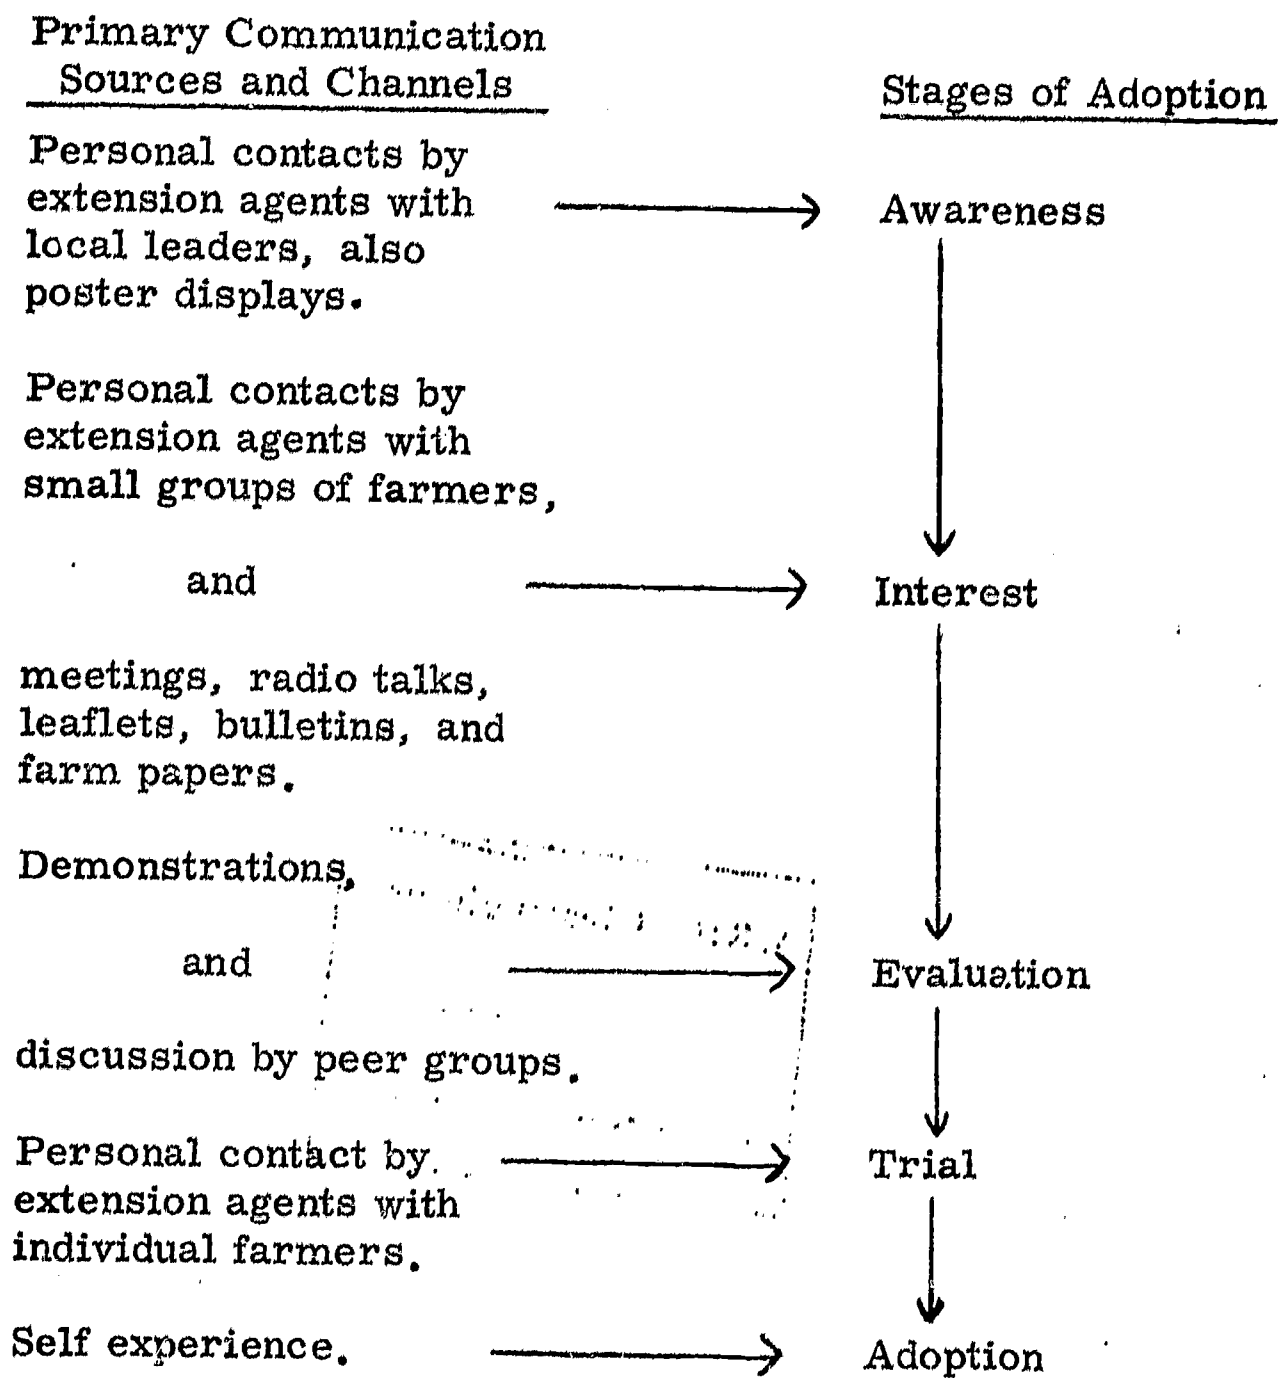 Primary Communication
Sources and Channels
Stages of Adoption
Personal contacts by
extension agents with
local leaders, also
poster displays.
Awareness
Personal contacts by
extension agents with
small groups of farmers,
and
Interest
meetings, radio talks,
leaflets, bulletins, and
farm papers.
Demonstrations,
and
Evaluation
discussion by peer groups.
Personal contact by
extension agents with
individual farmers.
Trial
Self experience.
Adoption